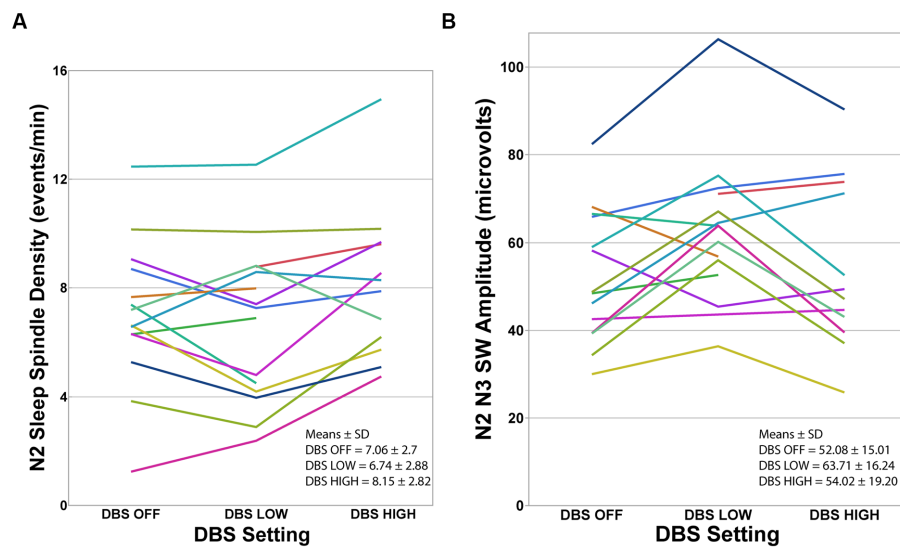 A
N2 Sleep Spindle Density (events/min)
16
12
8
4
0
Means ± SD
DBS OFF = 7.06 ± 2.7
DBS LOW = 6.74 ± 2.88
DBS HIGH = 8.15 ± 2.82
DBS OFF DBS LOW DBS HIGH
DBS Setting
B
N2 N3 SW Amplitude (microvolts)
100
80
60
40
20
0
Means ± SD
DBS OFF = 52.08 ± 15.01
DBS LOW = 63.71 ± 16.24
DBS HIGH = 54.02 ± 19.20
DBS OFF DBS LOW DBS HIGH
DBS Setting